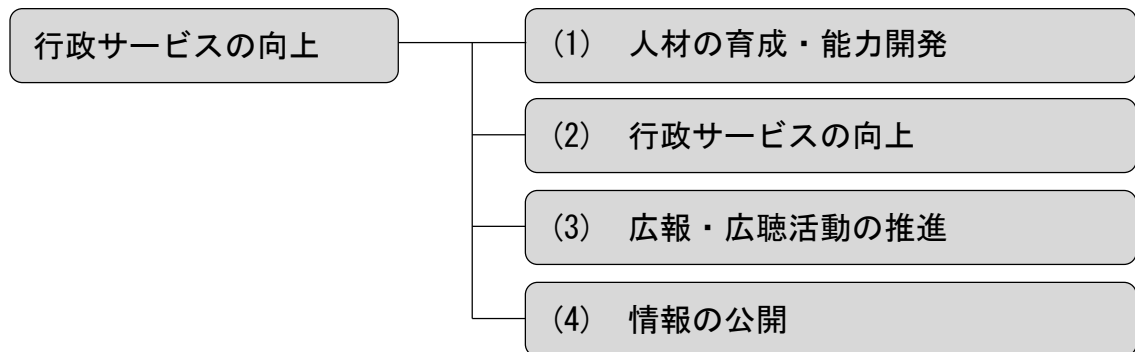 行政サービスの向上
(1)　人材の育成・能力開発
(2)　行政サービスの向上
(3)　広報・広聴活動の推進
(4)　情報の公開